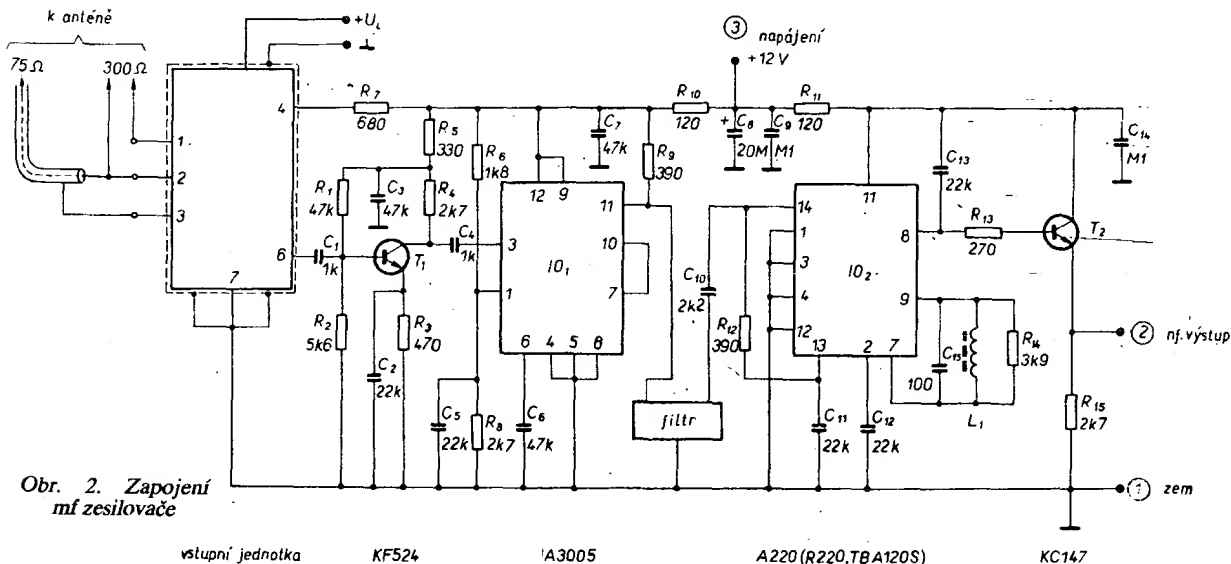 k anténě
75Ω
300Ω
+U_L
⊥
1
2
3
4
6
7
R7
680
R1
47k
C1
1k
R2
5k6
C3
47k
R5
330
R4
2k7
T1
C2
22k
R3
470
C4
1k
R6
1k8
C5
22k
R8
2k7
C6
47k
12
9
3
1
IO1
11
10
7
6
4
5
8
C7
47k
R9
390
R10
120
③
napájení
+12V
+
C8
20M
C9
M1
R11
120
filtr
C10
2k2
R12
390
14
1
3
4
12
13
2
7
11
8
9
IO2
C11
22k
C12
22k
C13
22k
R13
270
T2
C14
M1
C15
100
L1
R14
3k9
R15
2k7
② nf. výstup
① zem
Obr. 2. Zapojení
mf zesilovače
vstupní jednotka
KF524
A3005
A220 (R220, TBA120S)
KC147